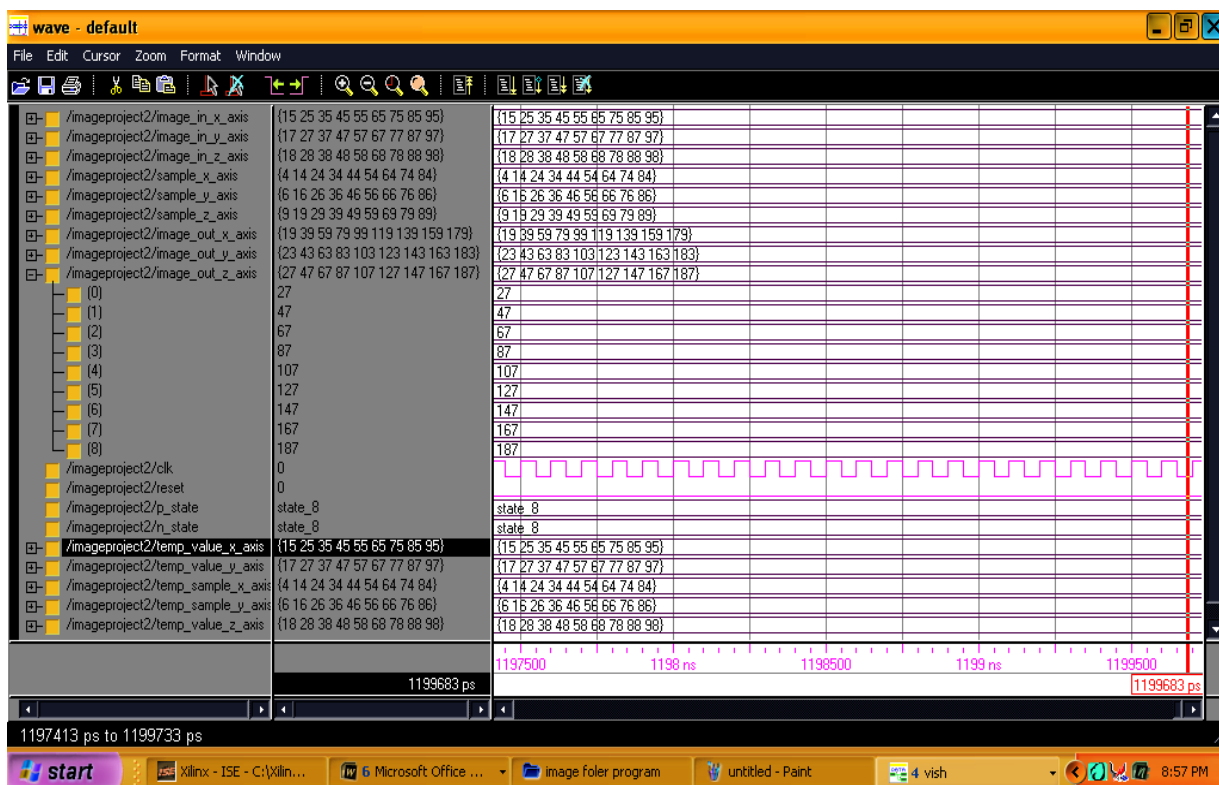 wave - default
File Edit Cursor Zoom Format Window
/imageproject2/image_in_x_axis {15 25 35 45 55 65 75 85 95} {15 25 35 45 55 65 75 85 95}
/imageproject2/image_in_y_axis {17 27 37 47 57 67 77 87 97} {17 27 37 47 57 67 77 87 97}
/imageproject2/image_in_z_axis {18 28 38 48 58 68 78 88 98} {18 28 38 48 58 68 78 88 98}
/imageproject2/sample_x_axis {4 14 24 34 44 54 64 74 84} {4 14 24 34 44 54 64 74 84}
/imageproject2/sample_y_axis {6 16 26 36 46 56 66 76 86} {6 16 26 36 46 56 66 76 86}
/imageproject2/sample_z_axis {9 19 29 39 49 59 69 79 89} {9 19 29 39 49 59 69 79 89}
/imageproject2/image_out_x_axis {19 39 59 79 99 119 139 159 179} {19 39 59 79 99 119 139 159 179}
/imageproject2/image_out_y_axis {23 43 63 83 103 123 143 163 183} {23 43 63 83 103 123 143 163 183}
/imageproject2/image_out_z_axis {27 47 67 87 107 127 147 167 187} {27 47 67 87 107 127 147 167 187}
(0) 27 27
(1) 47 47
(2) 67 67
(3) 87 87
(4) 107 107
(5) 127 127
(6) 147 147
(7) 167 167
(8) 187 187
/imageproject2/clk 0
/imageproject2/reset 0
/imageproject2/p_state state_8 state_8
/imageproject2/n_state state_8 state_8
/imageproject2/temp_value_x_axis {15 25 35 45 55 65 75 85 95} {15 25 35 45 55 65 75 85 95}
/imageproject2/temp_value_y_axis {17 27 37 47 57 67 77 87 97} {17 27 37 47 57 67 77 87 97}
/imageproject2/temp_sample_x_axis {4 14 24 34 44 54 64 74 84} {4 14 24 34 44 54 64 74 84}
/imageproject2/temp_sample_y_axis {6 16 26 36 46 56 66 76 86} {6 16 26 36 46 56 66 76 86}
/imageproject2/temp_value_z_axis {18 28 38 48 58 68 78 88 98} {18 28 38 48 58 68 78 88 98}
1197500 1198 ns 1198500 1199 ns 1199500
1199683 ps 1199683 ps
1197413 ps to 1199733 ps
start Xilinx - ISE - C:\Xilin... 6 Microsoft Office ... image foler program untitled - Paint 4 vish 8:57 PM